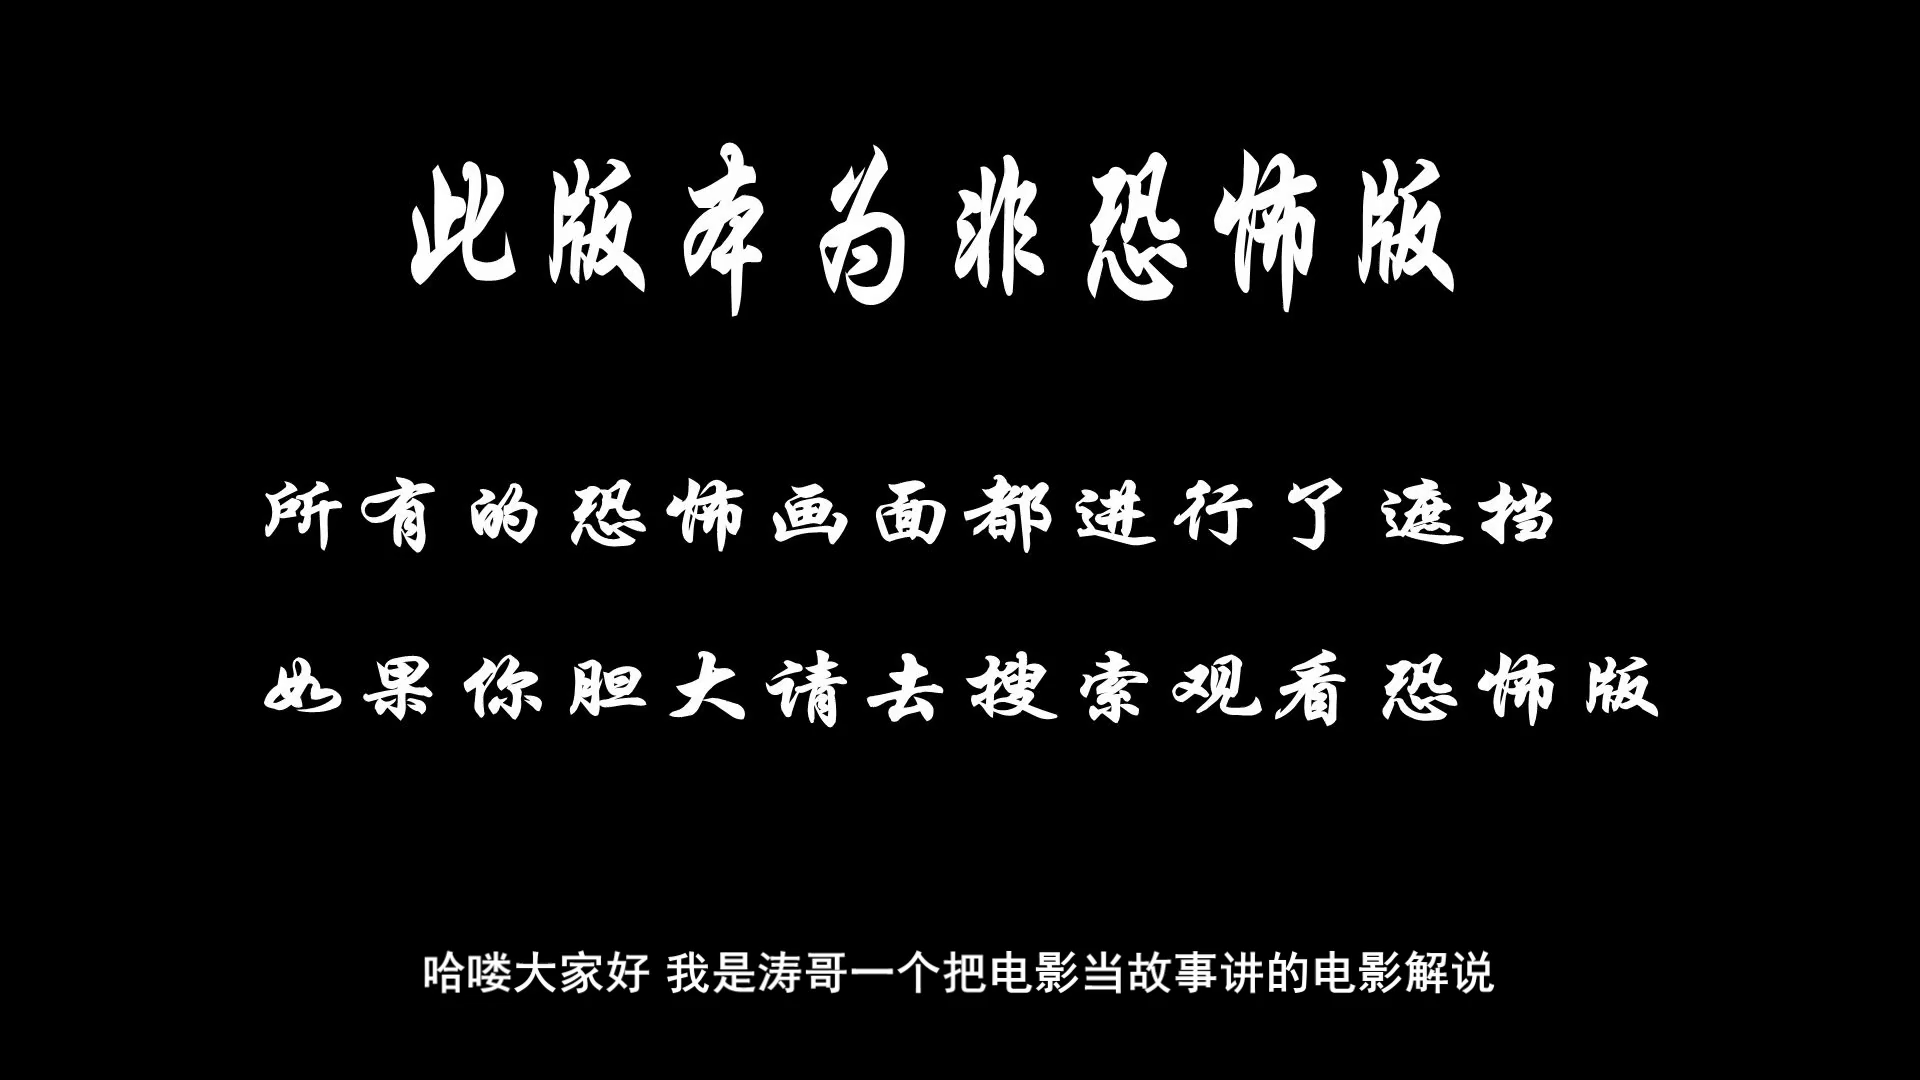 此版本为非恐怖版
所有的恐怖画面都进行了遮挡
如果你胆大请去搜索观看恐怖版
哈喽大家好 我是涛哥一个把电影当故事讲的电影解说